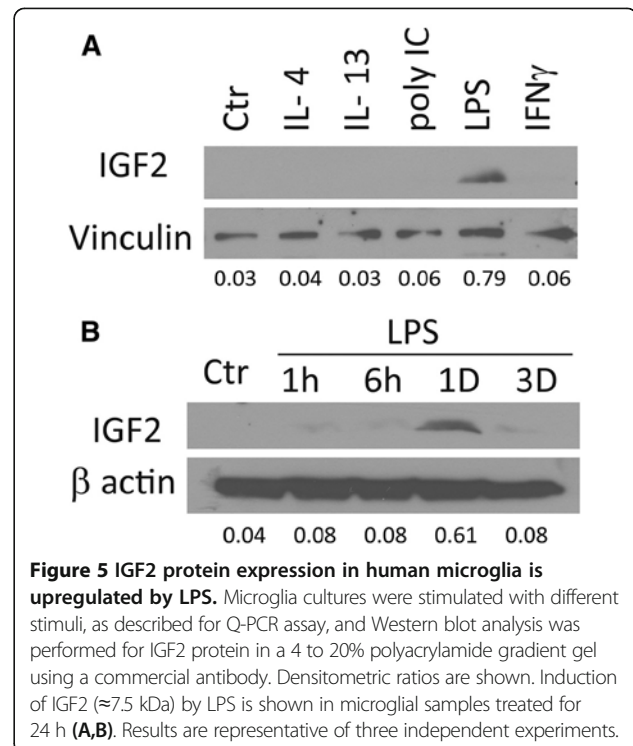 A
Ctr IL- 4 IL- 13 poly IC LPS IFNγ
IGF2
Vinculin
0.03 0.04 0.03 0.06 0.79 0.06
B
LPS
Ctr 1h 6h 1D 3D
IGF2
β actin
0.04 0.08 0.08 0.61 0.08
Figure 5 IGF2 protein expression in human microglia is
upregulated by LPS. Microglia cultures were stimulated with different
stimuli, as described for Q-PCR assay, and Western blot analysis was
performed for IGF2 protein in a 4 to 20% polyacrylamide gradient gel
using a commercial antibody. Densitometric ratios are shown. Induction
of IGF2 (≈7.5 kDa) by LPS is shown in microglial samples treated for
24 h (A,B). Results are representative of three independent experiments.